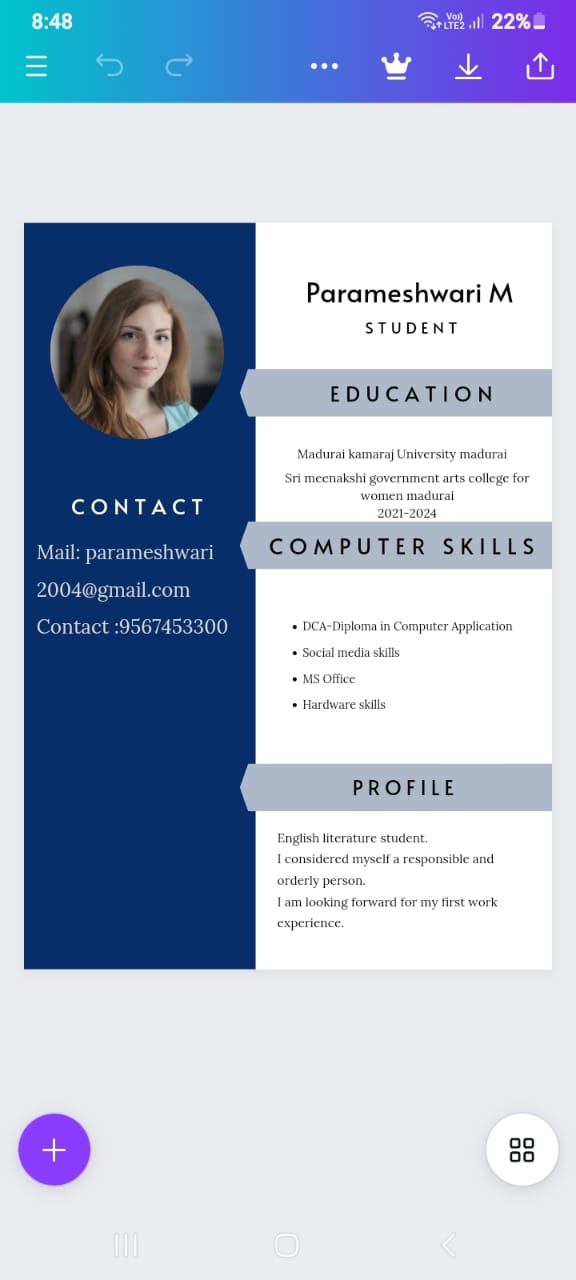 8:48
Vo))
LTE2
22%
Parameshwari M
STUDENT
EDUCATION
Madurai kamaraj University madurai
Sri meenakshi government arts college for
women madurai
2021-2024
CONTACT
Mail: parameshwari
2004@gmail.com
Contact :9567453300
COMPUTER SKILLS
• DCA-Diploma in Computer Application
• Social media skills
• MS Office
• Hardware skills
PROFILE
English literature student.
I considered myself a responsible and
orderly person.
I am looking forward for my first work
experience.